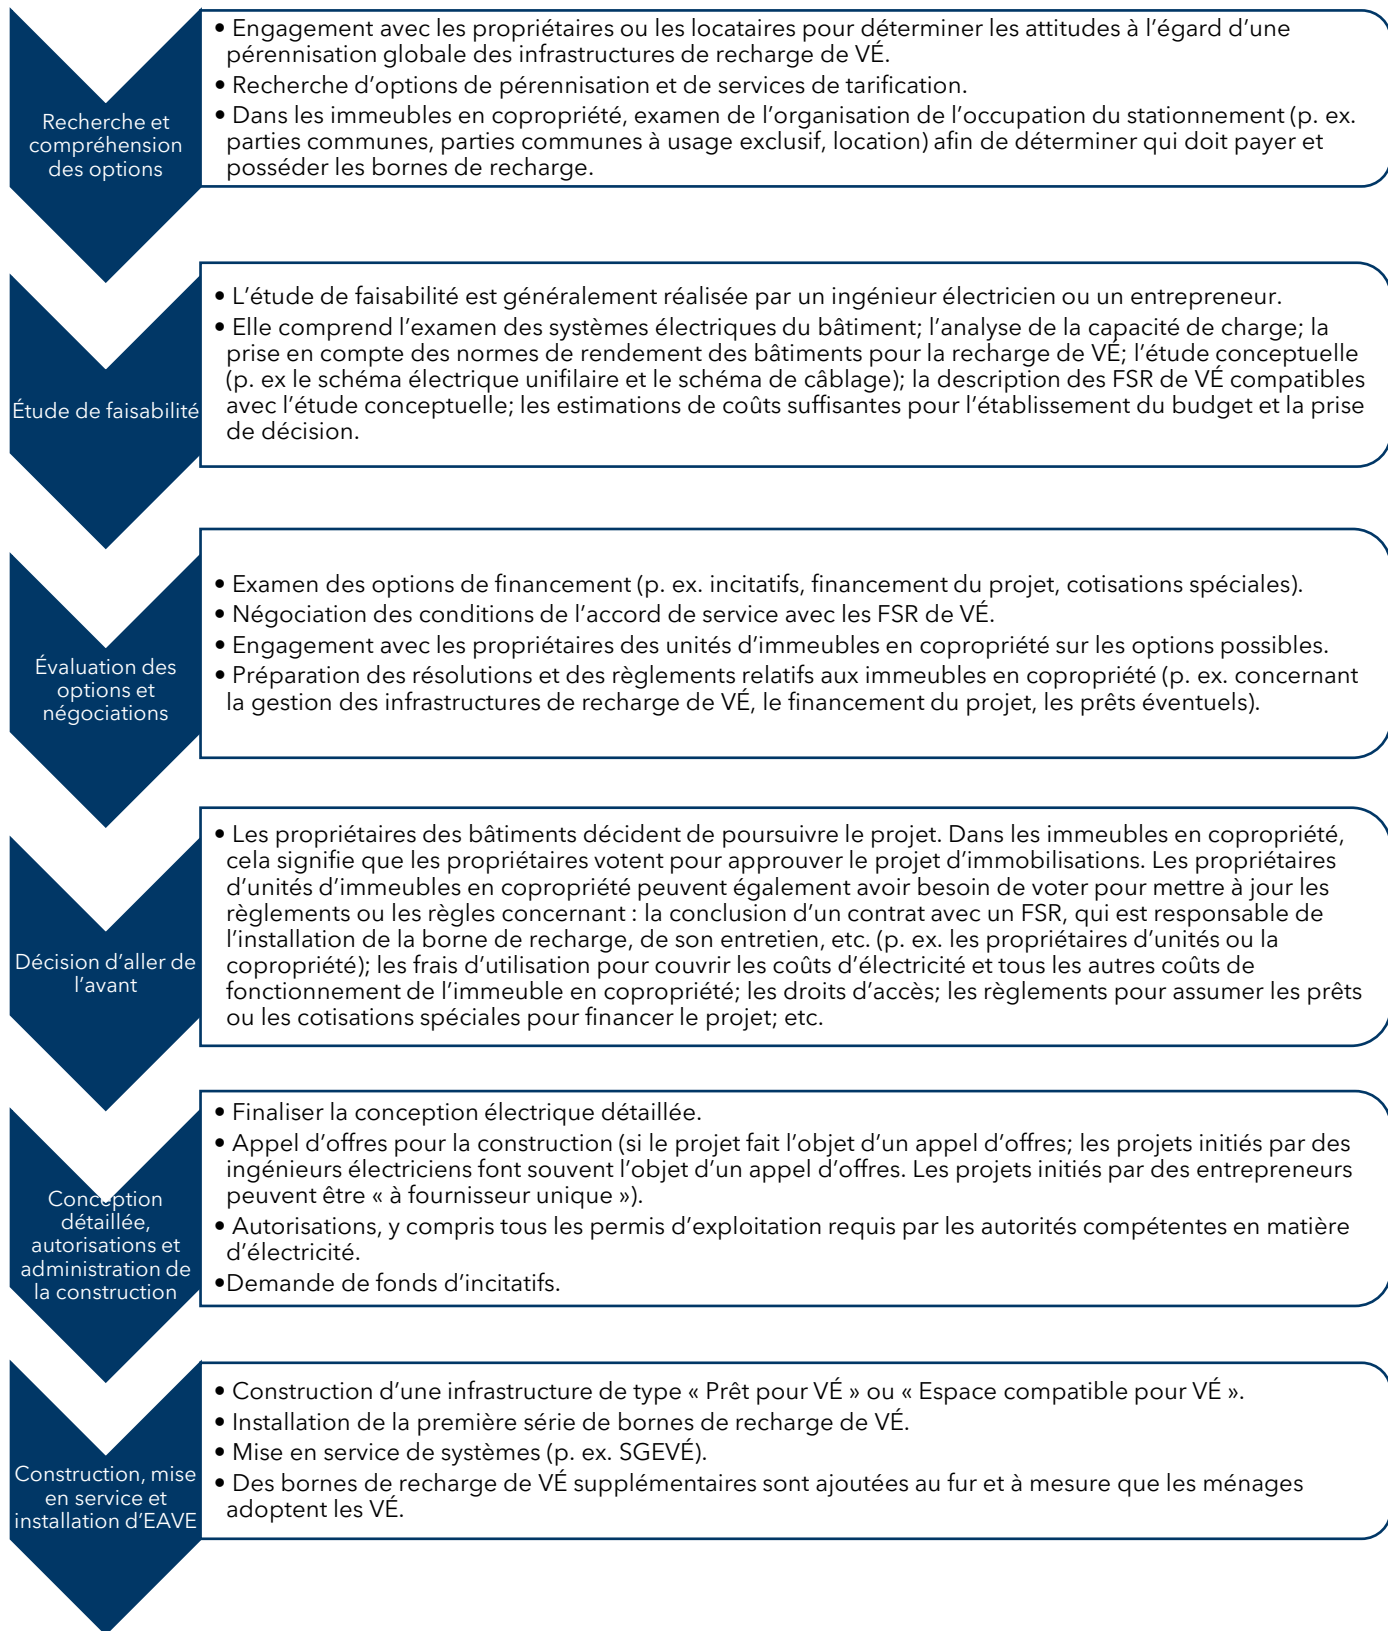 Recherche et
compréhension
des options
• Engagement avec les propriétaires ou les locataires pour déterminer les attitudes à l’égard d’une
pérennisation globale des infrastructures de recharge de VÉ.
• Recherche d’options de pérennisation et de services de tarification.
• Dans les immeubles en copropriété, examen de l’organisation de l’occupation du stationnement (p. ex.
parties communes, parties communes à usage exclusif, location) afin de déterminer qui doit payer et
posséder les bornes de recharge.
Étude de faisabilité
• L’étude de faisabilité est généralement réalisée par un ingénieur électricien ou un entrepreneur.
• Elle comprend l’examen des systèmes électriques du bâtiment; l’analyse de la capacité de charge; la
prise en compte des normes de rendement des bâtiments pour la recharge de VÉ; l’étude conceptuelle
(p. ex le schéma électrique unifilaire et le schéma de câblage); la description des FSR de VÉ compatibles
avec l’étude conceptuelle; les estimations de coûts suffisantes pour l’établissement du budget et la prise
de décision.
Évaluation des
options et
négociations
• Examen des options de financement (p. ex. incitatifs, financement du projet, cotisations spéciales).
• Négociation des conditions de l’accord de service avec les FSR de VÉ.
• Engagement avec les propriétaires des unités d’immeubles en copropriété sur les options possibles.
• Préparation des résolutions et des règlements relatifs aux immeubles en copropriété (p. ex. concernant
la gestion des infrastructures de recharge de VÉ, le financement du projet, les prêts éventuels).
Décision d’aller de
l’avant
• Les propriétaires des bâtiments décident de poursuivre le projet. Dans les immeubles en copropriété,
cela signifie que les propriétaires votent pour approuver le projet d’immobilisations. Les propriétaires
d’unités d’immeubles en copropriété peuvent également avoir besoin de voter pour mettre à jour les
règlements ou les règles concernant : la conclusion d’un contrat avec un FSR, qui est responsable de
l’installation de la borne de recharge, de son entretien, etc. (p. ex. les propriétaires d’unités ou la
copropriété); les frais d’utilisation pour couvrir les coûts d’électricité et tous les autres coûts de
fonctionnement de l’immeuble en copropriété; les droits d’accès; les règlements pour assumer les prêts
ou les cotisations spéciales pour financer le projet; etc.
Conception
détaillée,
autorisations et
administration de
la construction
• Finaliser la conception électrique détaillée.
• Appel d’offres pour la construction (si le projet fait l’objet d’un appel d’offres; les projets initiés par des
ingénieurs électriciens font souvent l’objet d’un appel d’offres. Les projets initiés par des entrepreneurs
peuvent être « à fournisseur unique »).
• Autorisations, y compris tous les permis d’exploitation requis par les autorités compétentes en matière
d’électricité.
•Demande de fonds d’incitatifs.
Construction, mise
en service et
installation d’EAVE
• Construction d’une infrastructure de type « Prêt pour VÉ » ou « Espace compatible pour VÉ ».
• Installation de la première série de bornes de recharge de VÉ.
• Mise en service de systèmes (p. ex. SGEVÉ).
• Des bornes de recharge de VÉ supplémentaires sont ajoutées au fur et à mesure que les ménages
adoptent les VÉ.